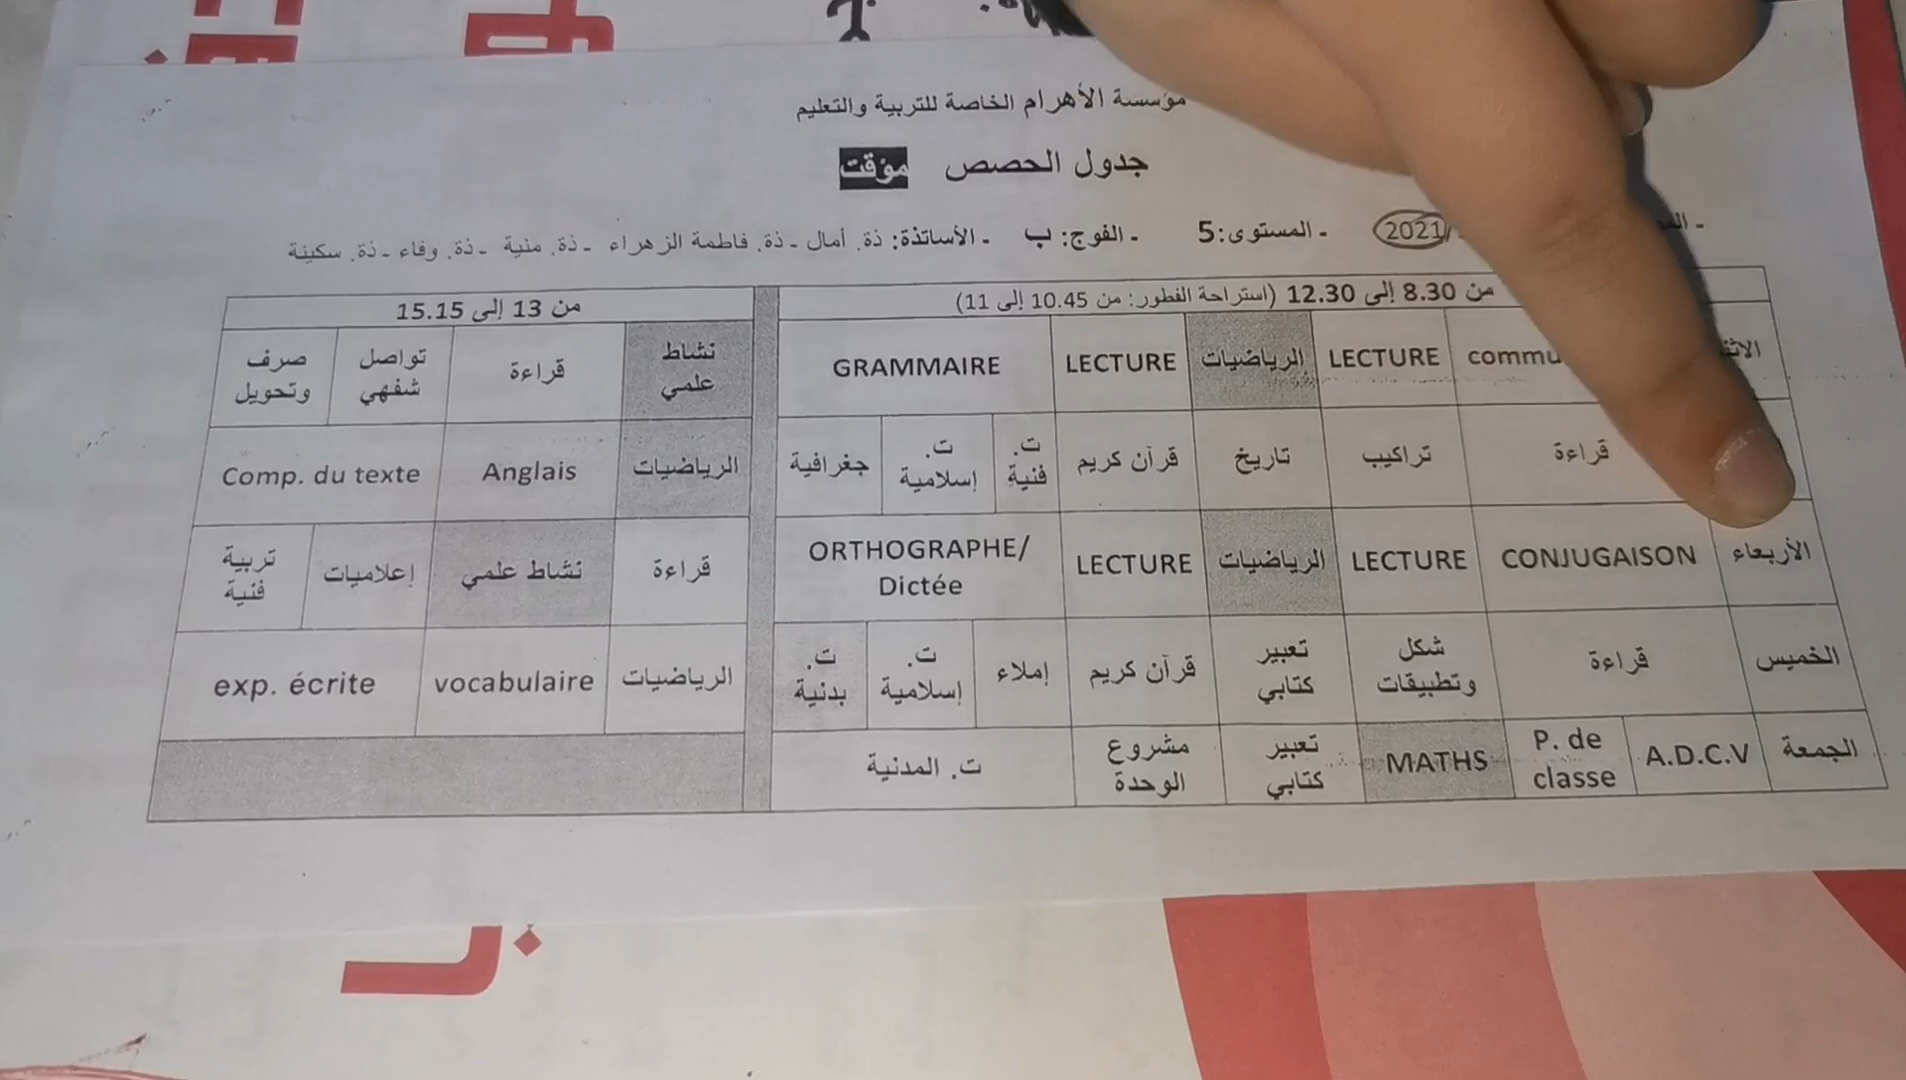 مؤسسة الأهرام الخاصة للتربية والتعليم
جدول الحصص مؤقت
2021/ - المستوى:5 - الفوج: ب - الأساتذة: ذة. أمال - ذة. فاطمة الزهراء - ذة. منية - ذة. وفاء - ذة. سكينة
من 8.30 إلى 12.30 (استراحة الفطور: من 10.45 إلى 11) من 13 إلى 15.15
LECTURE الرياضيات LECTURE GRAMMAIRE نشاط علمي قراءة تواصل شفهي صرف وتحويل
قراءة تراكيب تاريخ قرآن كريم ت. فنية ت. إسلامية جغرافية الرياضيات Anglais Comp. du texte
الأربعاء CONJUGAISON LECTURE الرياضيات LECTURE ORTHOGRAPHE/ Dictée قراءة نشاط علمي إعلاميات تربية فنية
الخميس قراءة شكل وتطبيقات تعبير كتابي قرآن كريم إملاء ت. إسلامية ت. بدنية الرياضيات vocabulaire exp. écrite
الجمعة A.D.C.V P. de classe MATHS تعبير كتابي مشروع الوحدة ت. المدنية